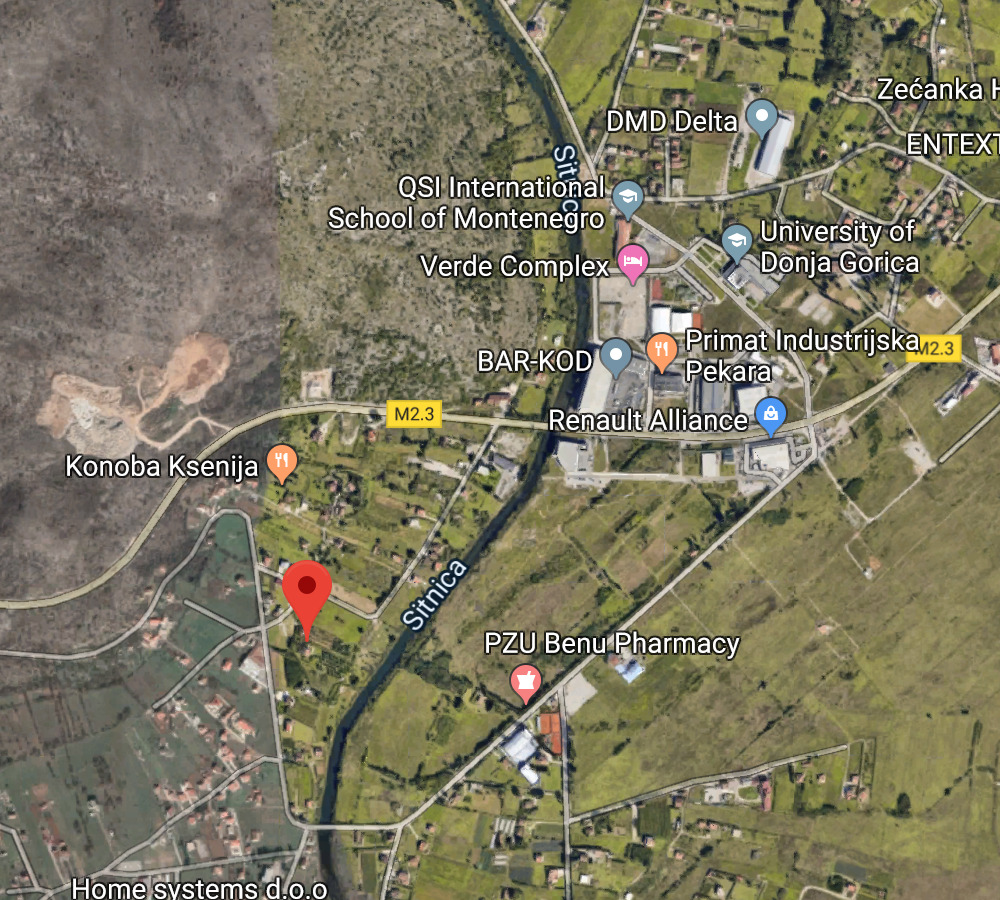 Zećanka H
DMD Delta
ENTEXT
Sitnica
QSI International
School of Montenegro
University of
Donja Gorica
Verde Complex
Primat Industrijska
Pekara
M2.3
BAR-KOD
M2.3
Renault Alliance
Konoba Ksenija
Sitnica
PZU Benu Pharmacy
Home systems d.o.o